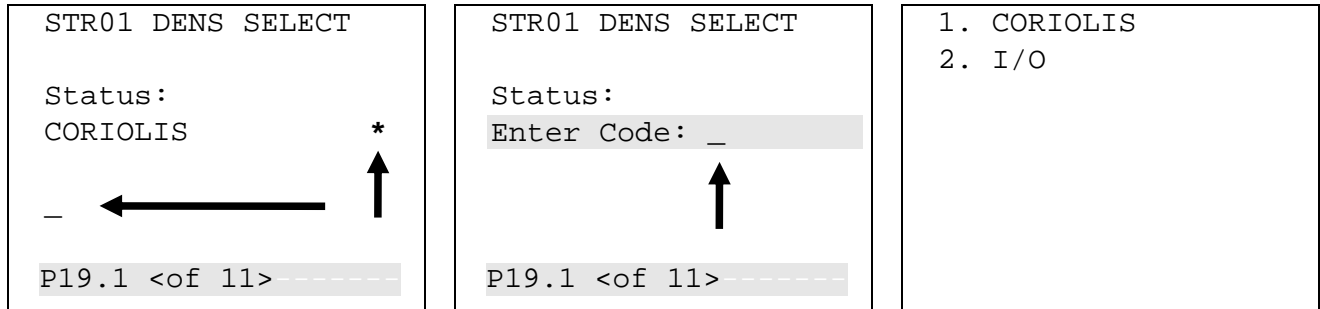 STR01 DENS SELECT
Status:
CORIOLIS *
_
P19.1 <of 11>-------
STR01 DENS SELECT
Status:
Enter Code: _
P19.1 <of 11>-------
1. CORIOLIS
2. I/O